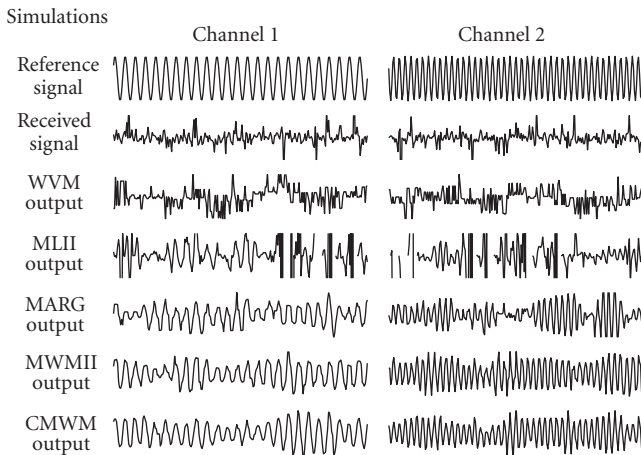 Simulations
Channel 1
Channel 2
Reference
signal
Received
signal
WVM
output
MLII
output
MARG
output
MWMII
output
CMWM
output